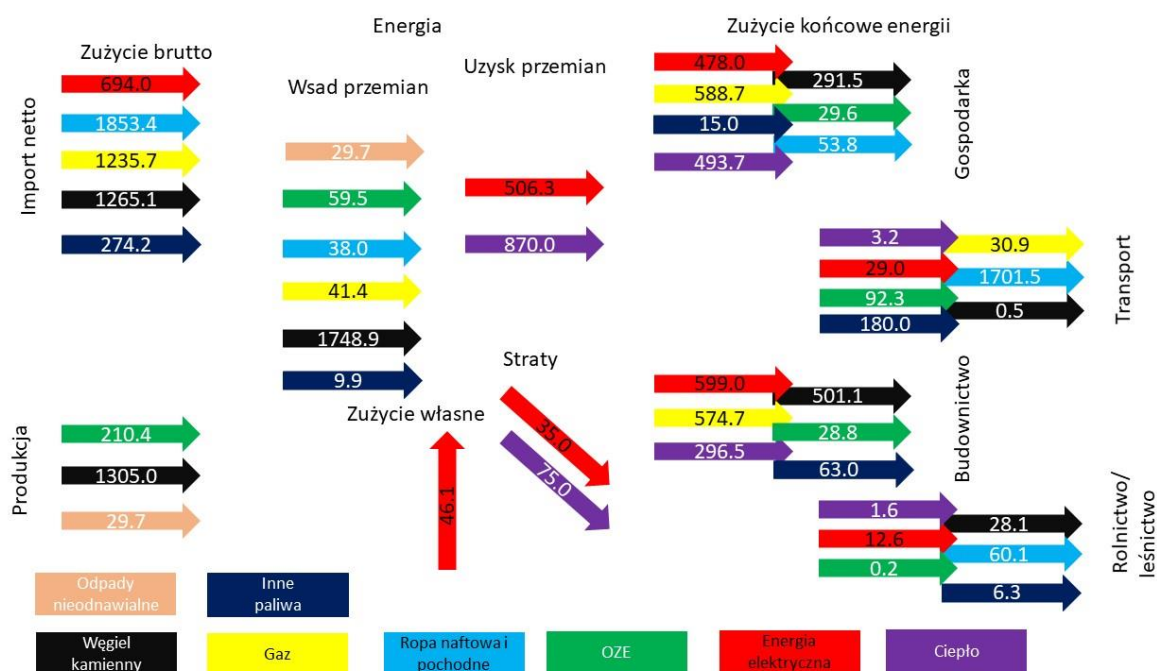 Zużycie brutto
Energia
Zużycie końcowe energii
Import netto
694.0
1853.4
1235.7
1265.1
274.2
Produkcja
210.4
1305.0
29.7
Wsad przemian
29.7
59.5
38.0
41.4
1748.9
9.9
Zużycie własne
46.1
Uzysk przemian
506.3
870.0
Straty
35.0
75.0
478.0
291.5
588.7
29.6
15.0
53.8
493.7
Gospodarka
3.2
30.9
29.0
1701.5
92.3
0.5
180.0
Transport
599.0
501.1
574.7
28.8
296.5
63.0
Budownictwo
1.6
28.1
12.6
60.1
0.2
6.3
Rolnictwo/
leśnictwo
Odpady
nieodnawialne
Inne
paliwa
Węgiel
kamienny
Gaz
Ropa naftowa i
pochodne
OZE
Energia
elektryczna
Ciepło